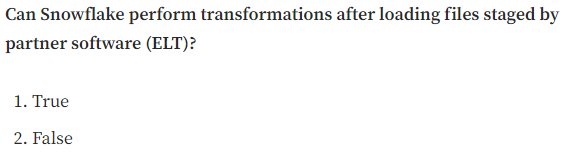 Can Snowflake perform transformations after loading files staged by
partner software (ELT)?
1. True
2. False